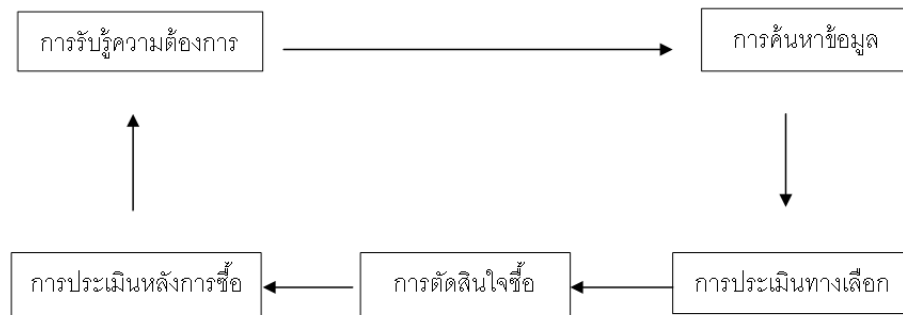 การรับรู้ความต้องการ
การค้นหาข้อมูล
การประเมินหลังการซื้อ
การตัดสินใจซื้อ
การประเมินทางเลือก